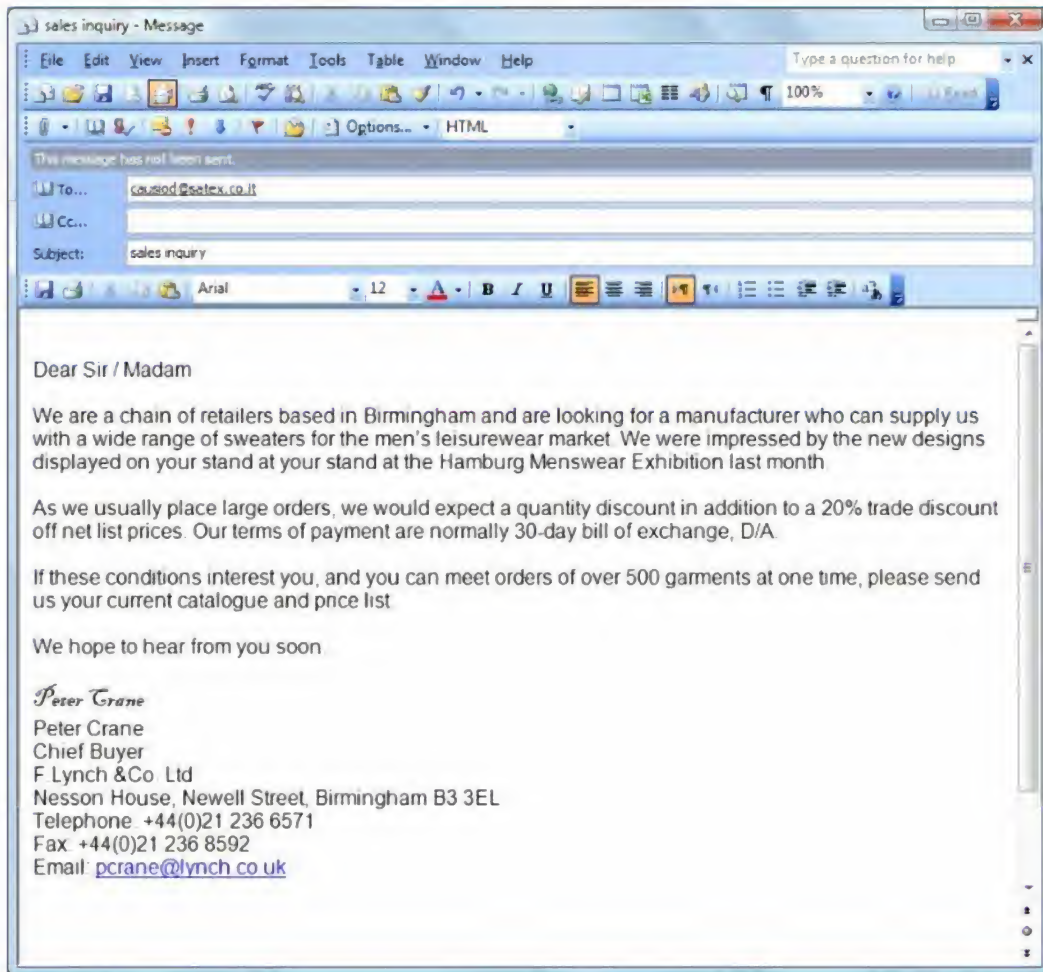 sales inquiry - Message
File Edit View Insert Format Tools Table Window Help Type a question for help
100% Read
Options... HTML
This message has not been sent.
To... causiod@satex.co.it
Cc...
Subject: sales inquiry
Arial 12 A B I U
Dear Sir / Madam
We are a chain of retailers based in Birmingham and are looking for a manufacturer who can supply us
with a wide range of sweaters for the men's leisurewear market. We were impressed by the new designs
displayed on your stand at your stand at the Hamburg Menswear Exhibition last month
As we usually place large orders, we would expect a quantity discount in addition to a 20% trade discount
off net list prices. Our terms of payment are normally 30-day bill of exchange, D/A.
If these conditions interest you, and you can meet orders of over 500 garments at one time, please send
us your current catalogue and price list
We hope to hear from you soon
Peter Crane
Peter Crane
Chief Buyer
F Lynch &Co Ltd
Nesson House, Newell Street, Birmingham B3 3EL
Telephone +44(0)21 236 6571
Fax +44(0)21 236 8592
Email: pcrane@lynch.co.uk